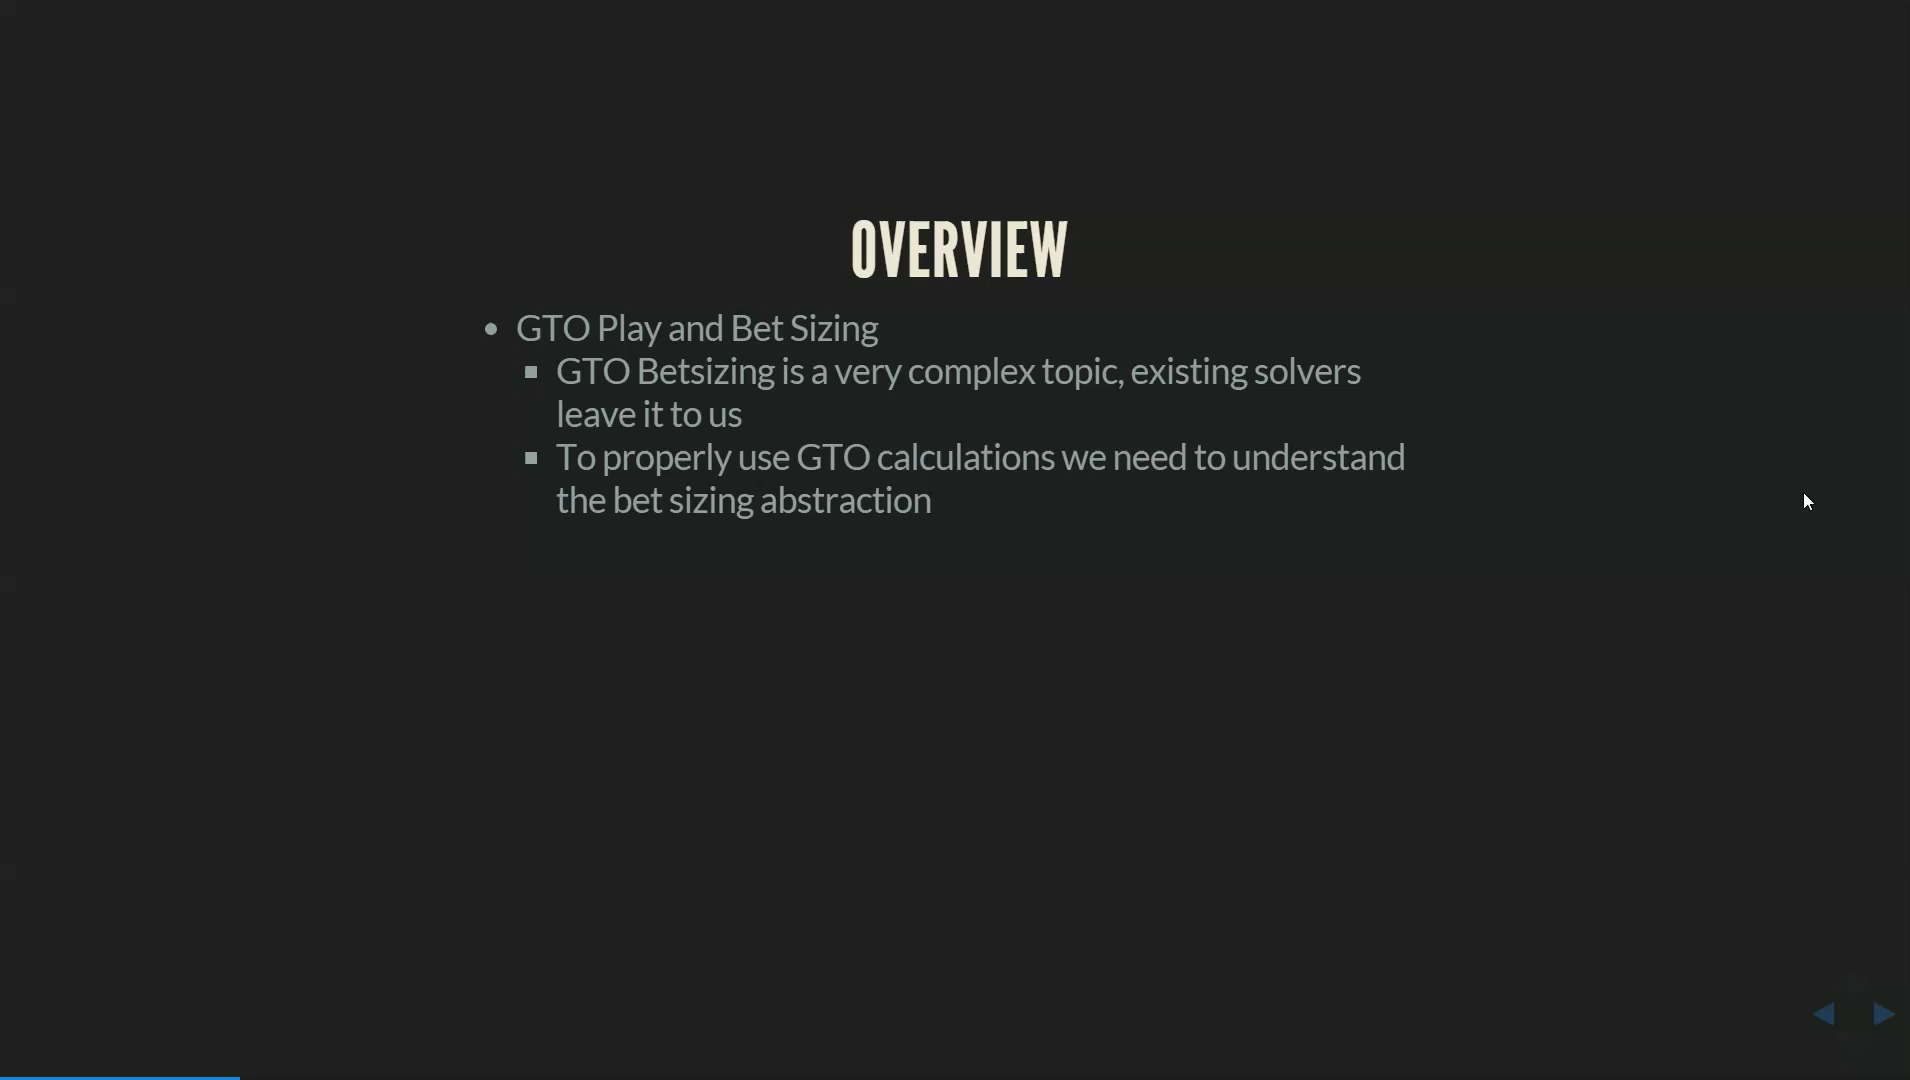 OVERVIEW
GTO Play and Bet Sizing
GTO Betsizing is a very complex topic, existing solvers
leave it to us
To properly use GTO calculations we need to understand
the bet sizing abstraction